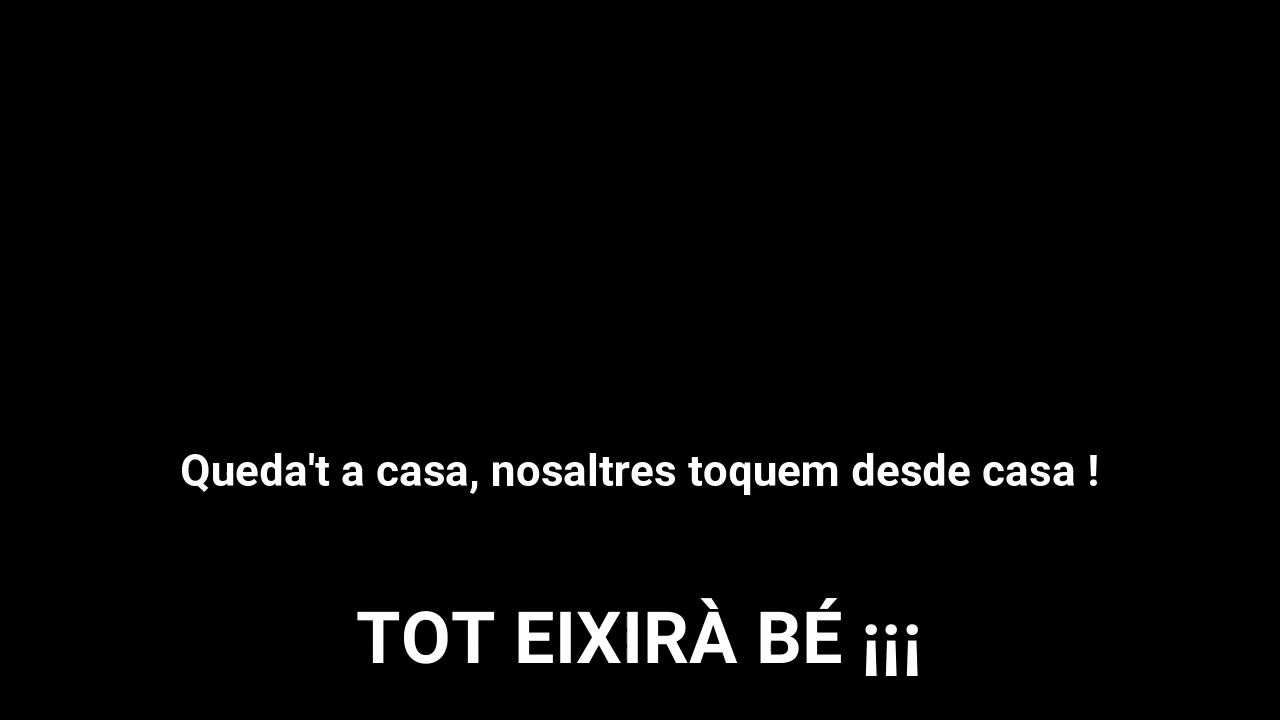 Queda't a casa, nosaltres toquem desde casa !
TOT EIXIRÀ BÉ ¡¡¡